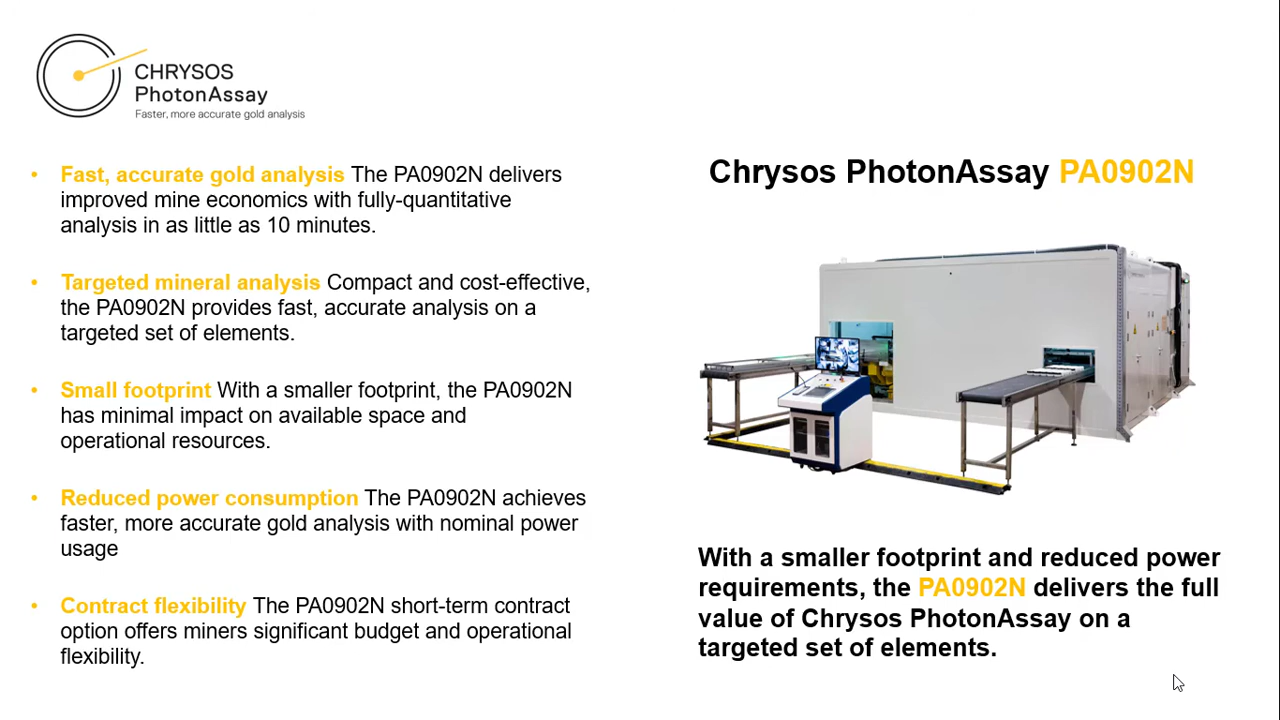 CHRYSOS
PhotonAssay
Faster, more accurate gold analysis
• Fast, accurate gold analysis The PA0902N delivers
improved mine economics with fully-quantitative
analysis in as little as 10 minutes.
• Targeted mineral analysis Compact and cost-effective,
the PA0902N provides fast, accurate analysis on a
targeted set of elements.
• Small footprint With a smaller footprint, the PA0902N
has minimal impact on available space and
operational resources.
• Reduced power consumption The PA0902N achieves
faster, more accurate gold analysis with nominal power
usage
• Contract flexibility The PA0902N short-term contract
option offers miners significant budget and operational
flexibility.
Chrysos PhotonAssay PA0902N
With a smaller footprint and reduced power
requirements, the PA0902N delivers the full
value of Chrysos PhotonAssay on a
targeted set of elements.